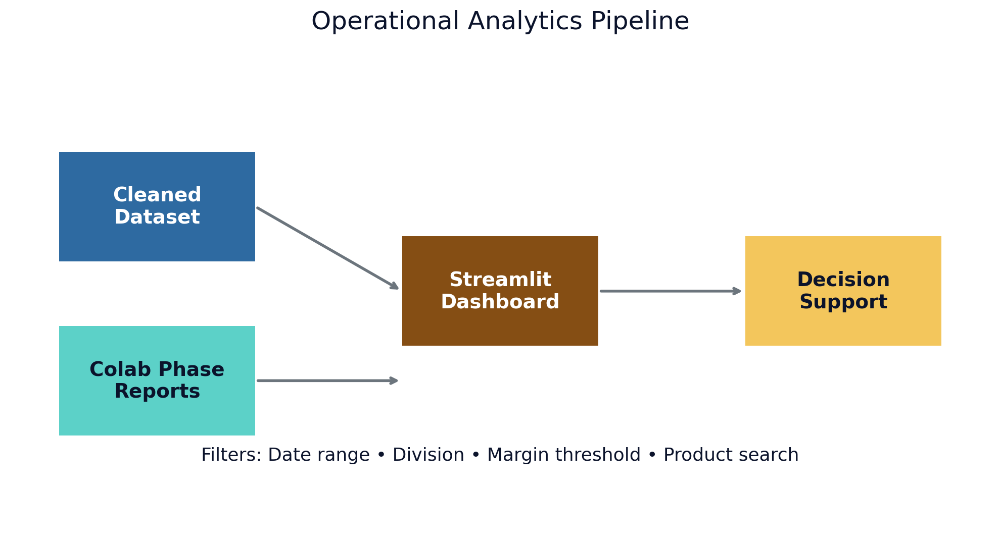 Operational Analytics Pipeline
Cleaned
Dataset
Streamlit
Dashboard
Decision
Support
Colab Phase
Reports
Filters: Date range • Division • Margin threshold • Product search